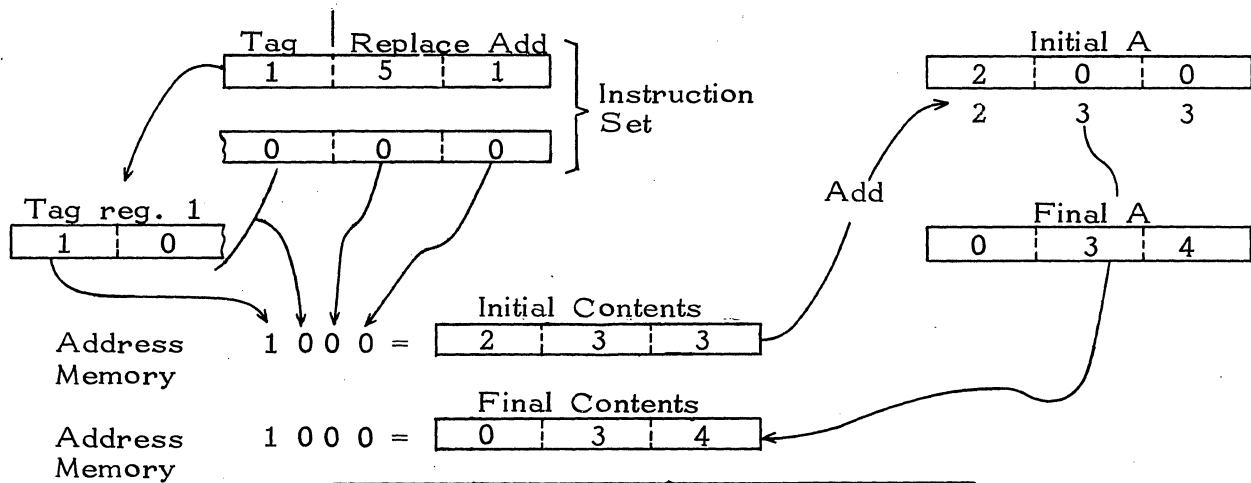 Tag Replace Add
1 5 1
Instruction
Set
0 0 0
Tag reg. 1
1 0
Initial A
2 0 0
2 3 3
Add
Final A
0 3 4
Initial Contents
Address 1 0 0 0 = 2 3 3
Memory
Final Contents
Address 1 0 0 0 = 0 3 4
Memory